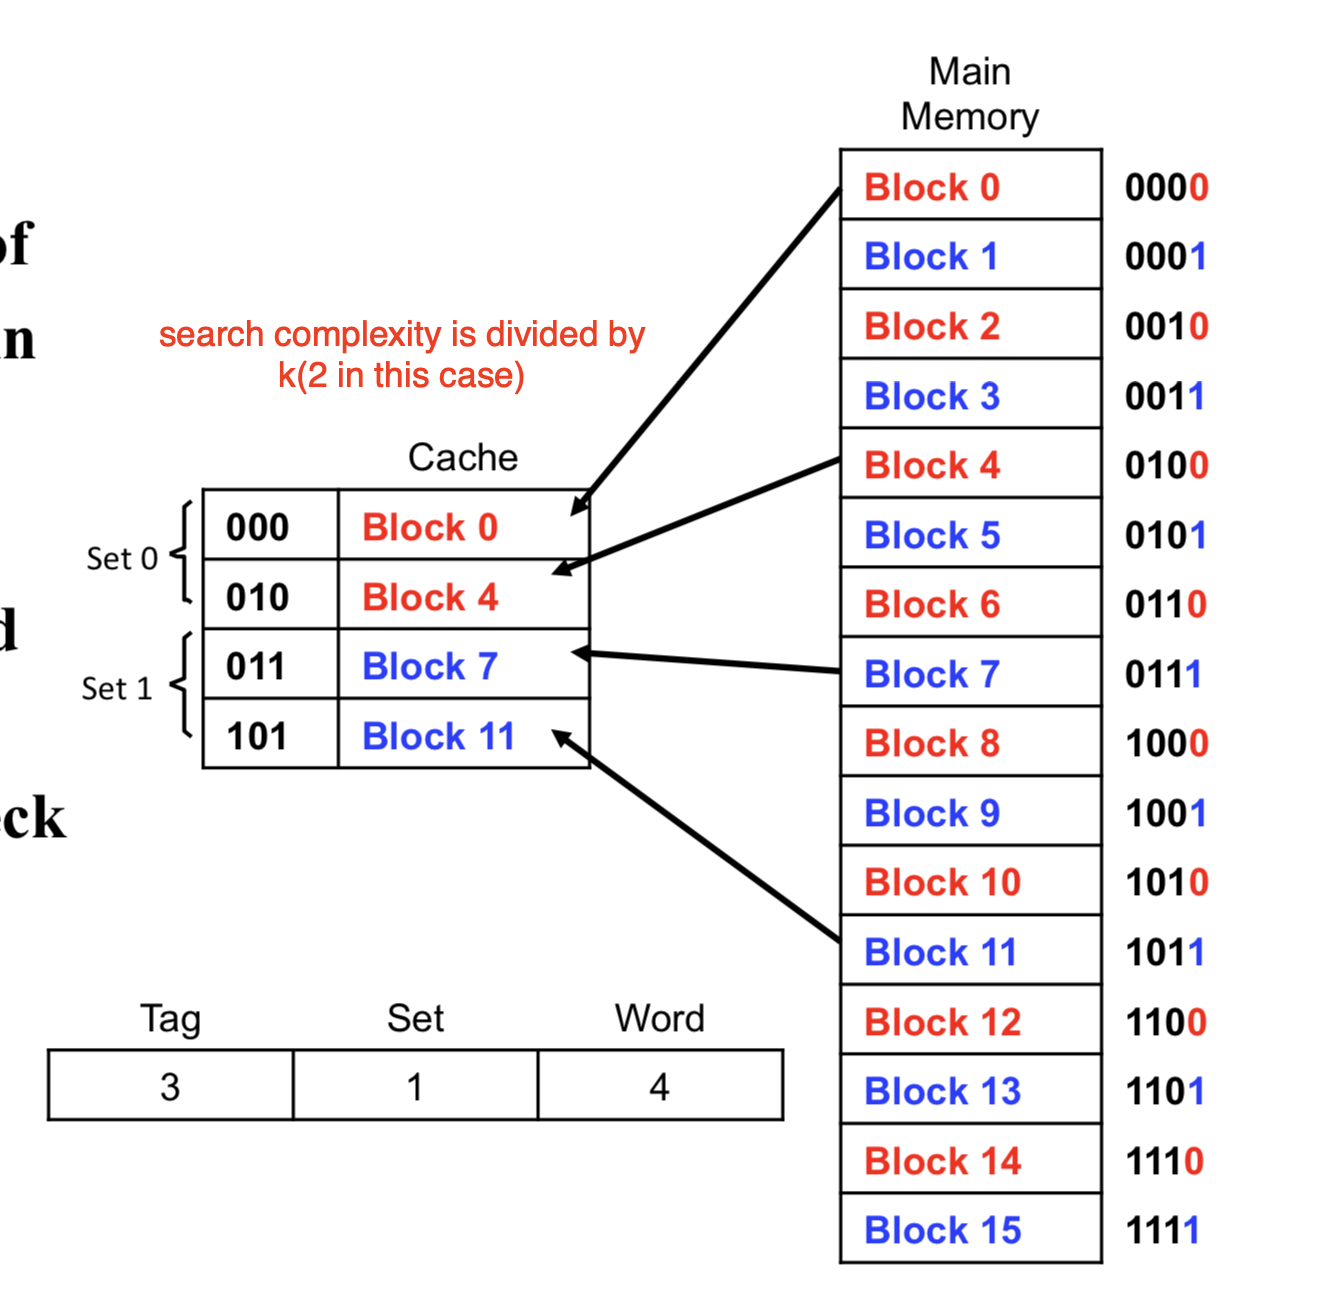 Main
Memory
of
in
d
eck
search complexity is divided by
k(2 in this case)
Cache
Set 0
000 Block 0
010 Block 4
Set 1
011 Block 7
101 Block 11
Tag Set Word
3 1 4
Block 0 0000
Block 1 0001
Block 2 0010
Block 3 0011
Block 4 0100
Block 5 0101
Block 6 0110
Block 7 0111
Block 8 1000
Block 9 1001
Block 10 1010
Block 11 1011
Block 12 1100
Block 13 1101
Block 14 1110
Block 15 1111